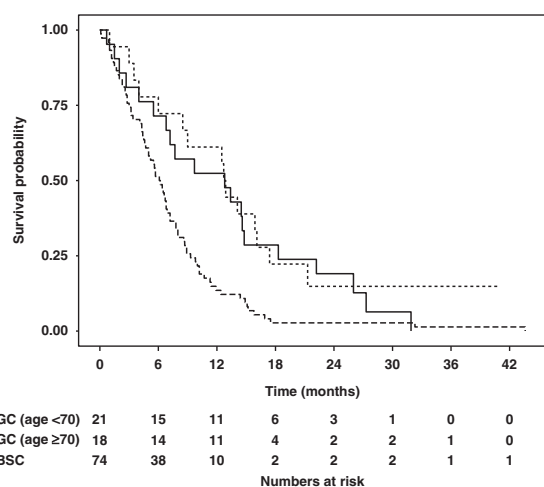 1.00
0.75
0.50
0.25
0.00
Survival probability
0 6 12 18 24 30 36 42
Time (months)
GC (age <70) 21 15 11 6 3 1 0 0
GC (age ≥70) 18 14 11 4 2 2 1 0
BSC 74 38 10 2 2 2 1 1
Numbers at risk